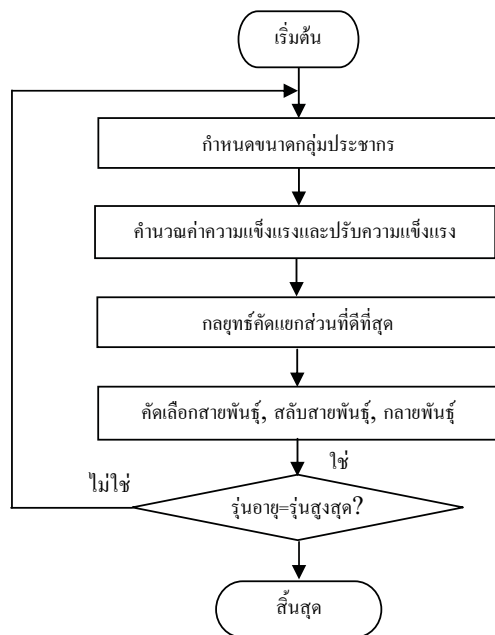 เริ่มต้น
กำหนดขนาดกลุ่มประชากร
คำนวณค่าความแข็งแรงและปรับความแข็งแรง
กลยุทธ์คัดแยกส่วนที่ดีที่สุด
คัดเลือกสายพันธุ์, สลับสายพันธุ์, กลายพันธุ์
ใช่
ไม่ใช่
รุ่นอายุ=รุ่นสูงสุด?
สิ้นสุด